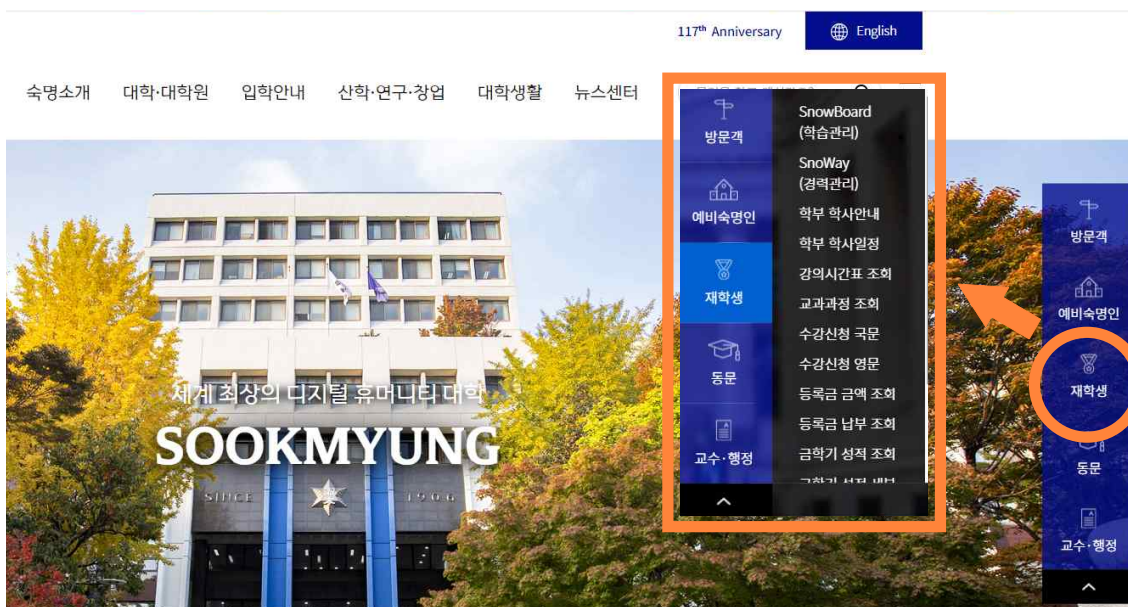 117th Anniversary
English
숙명소개 대학·대학원 입학안내 산학·연구·창업 대학생활 뉴스센터
방문객
예비숙명인
재학생
동문
교수·행정
SnowBoard
(학습관리)
SnoWay
(경력관리)
학부 학사안내
학부 학사일정
강의시간표 조회
교과과정 조회
수강신청 국문
수강신청 영문
등록금 금액 조회
등록금 납부 조회
금학기 성적 조회
방문객
예비숙명인
재학생
동문
교수·행정
세계 최상의 디지털 휴머니티 대학
SOOKMYUNG
SINCE 1906